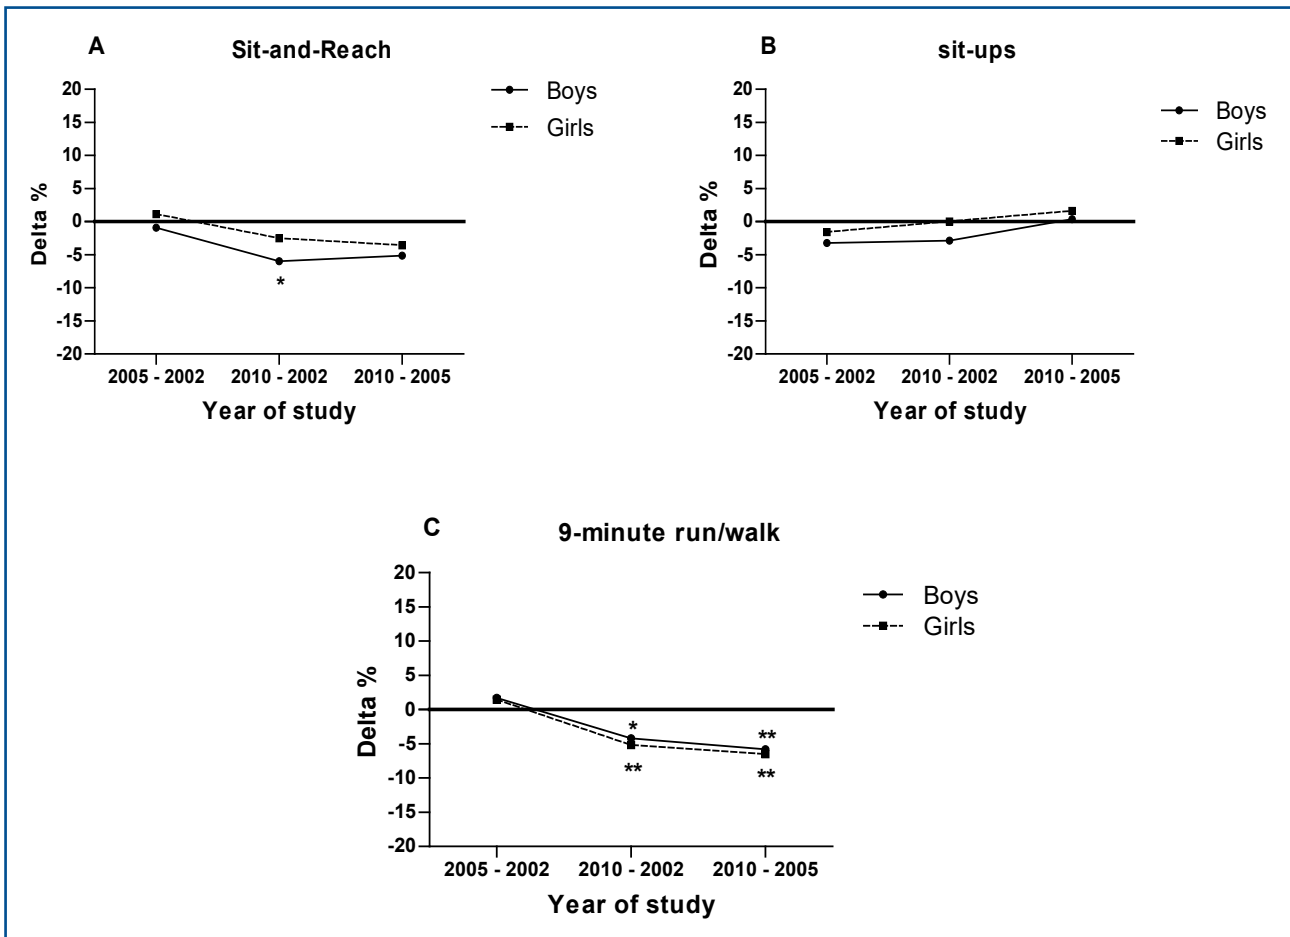 A
Sit-and-Reach
Boys
Girls
Delta %
20
15
10
5
0
-5
-10
-15
-20
*
2005 - 2002
2010 - 2002
2010 - 2005
Year of study
B
sit-ups
Boys
Girls
Delta %
20
15
10
5
0
-5
-10
-15
-20
2005 - 2002
2010 - 2002
2010 - 2005
Year of study
C
9-minute run/walk
Boys
Girls
Delta %
20
15
10
5
0
-5
-10
-15
-20
*
**
**
**
2005 - 2002
2010 - 2002
2010 - 2005
Year of study